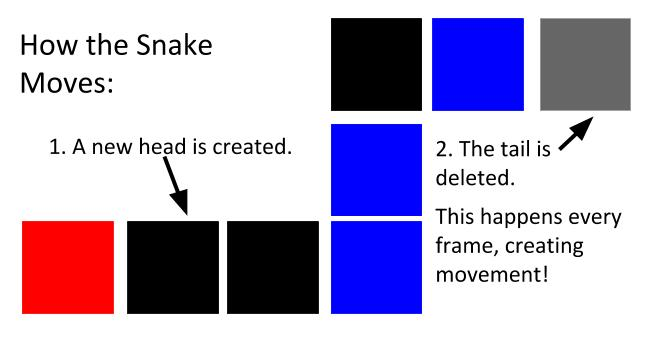 How the Snake
Moves:
1. A new head is created.
2. The tail is
deleted.
This happens every
frame, creating
movement!